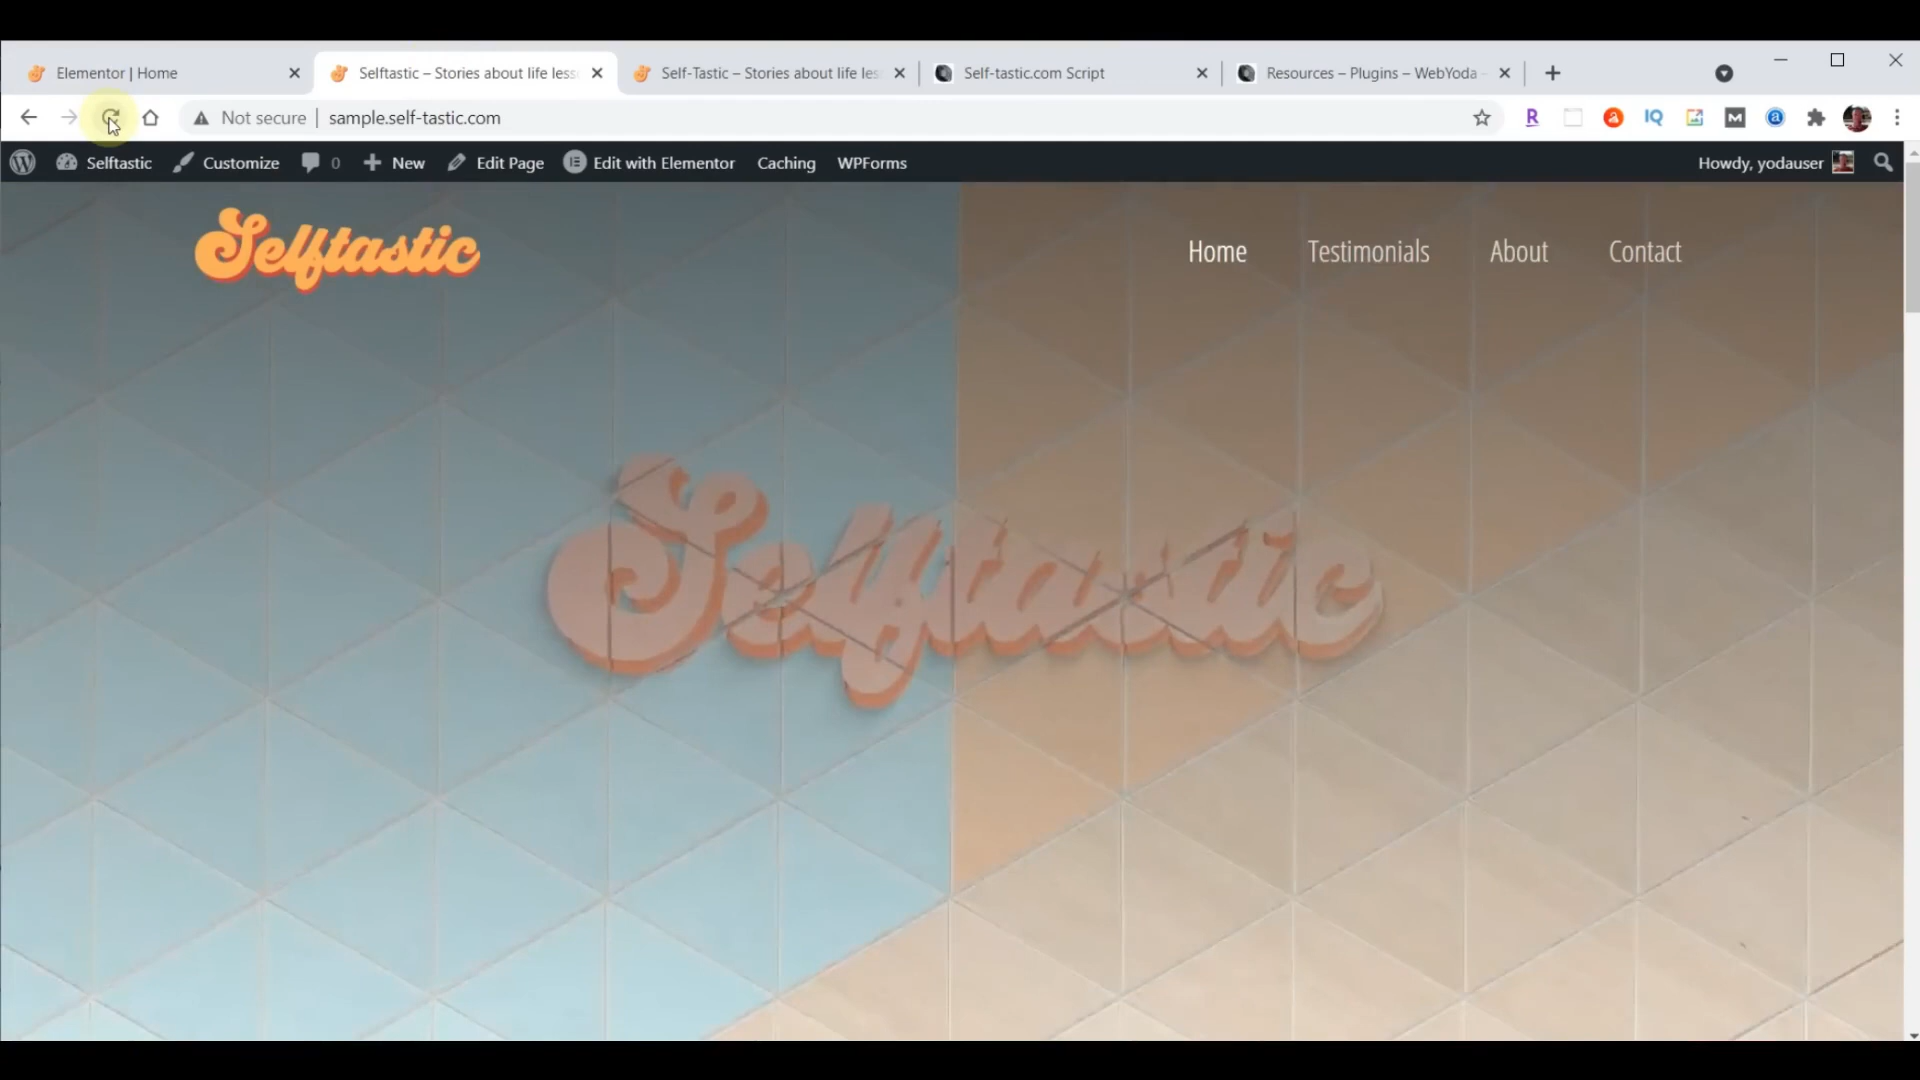 Elementor | Home
Selftastic – Stories about life less
Self-Tastic – Stories about life les
Self-tastic.com Script
Resources – Plugins – WebYoda -
Not secure | sample.self-tastic.com
R
a
IQ
M
a
Selftastic
Customize
0
New
Edit Page
Edit with Elementor
Caching
WPForms
Howdy, yodauser
Selftastic
Home
Testimonials
About
Contact
Selftastic